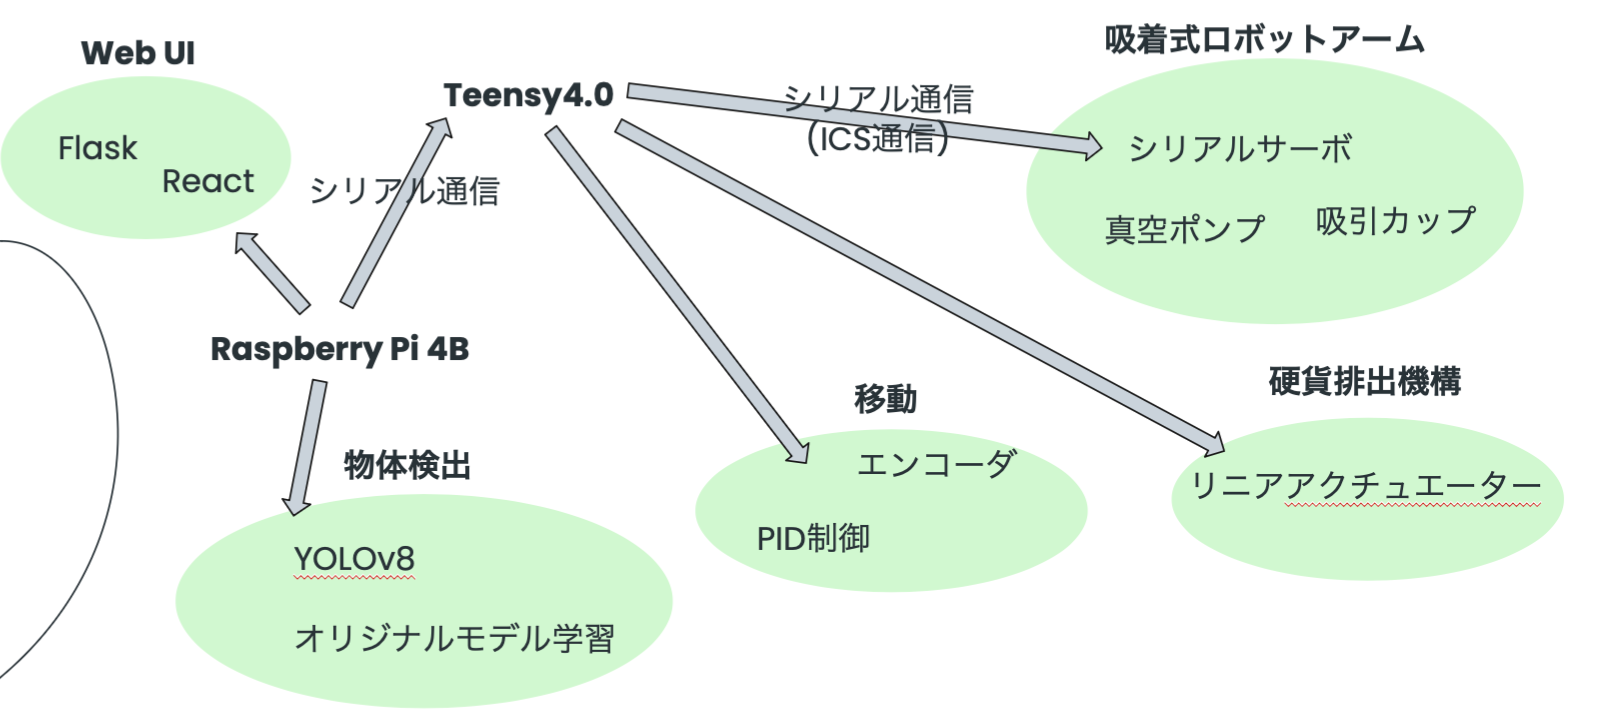 Web UI
Flask
React
Teensy4.0
シリアル通信
(ICS通信)
吸着式ロボットアーム
シリアルサーボ
真空ポンプ
吸引カップ
シリアル通信
Raspberry Pi 4B
物体検出
YOLOv8
オリジナルモデル学習
移動
エンコーダ
PID制御
硬貨排出機構
リニアアクチュエーター